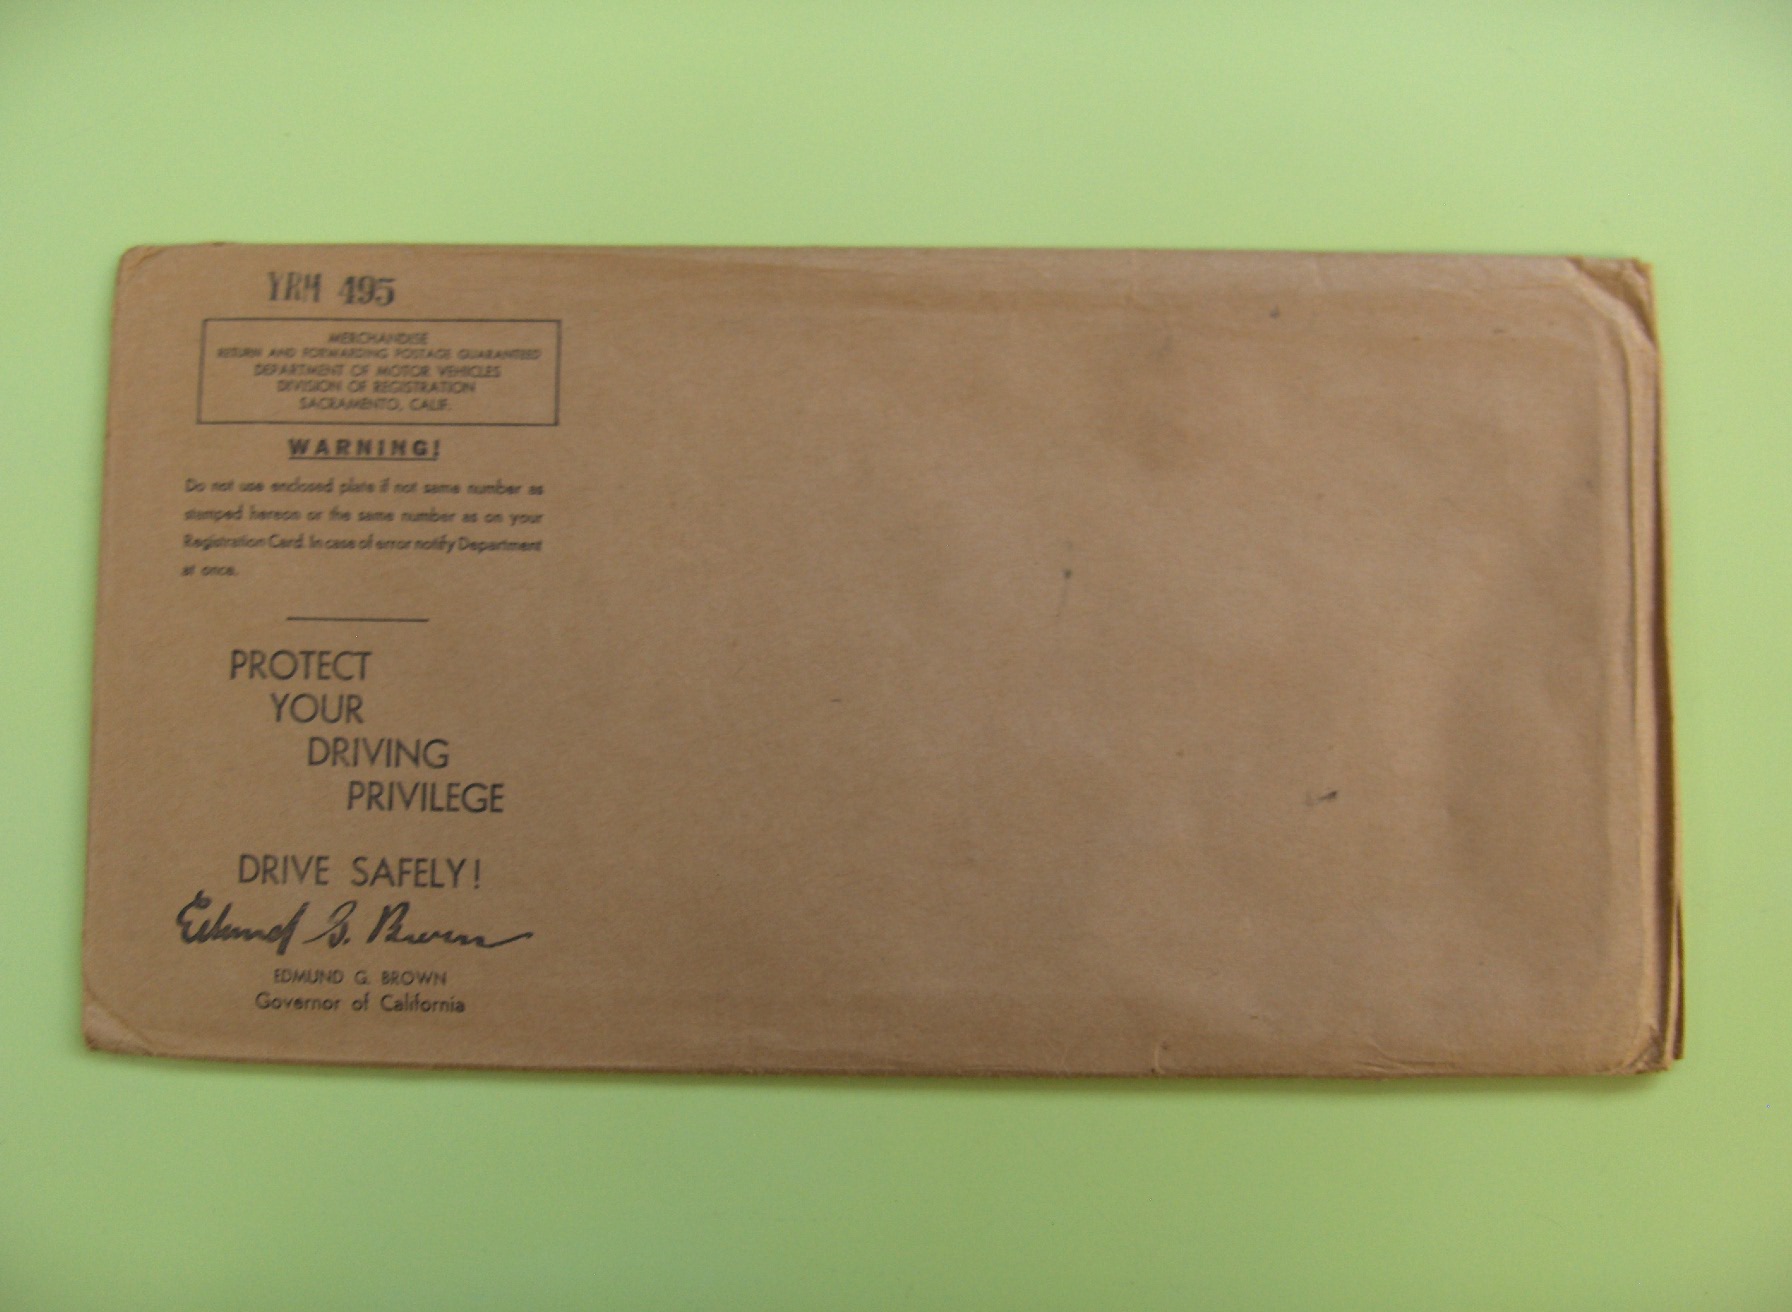 YRM 495
MERCHANDISE
RETURN AND FORWARDING POSTAGE GUARANTEED
DEPARTMENT OF MOTOR VEHICLES
DIVISION OF REGISTRATION
SACRAMENTO, CALIF.
WARNING!
Do not use enclosed plate if not same number as
stamped hereon or the same number as on your
Registration Card. In case of error notify Department
at once.
PROTECT
YOUR
DRIVING
PRIVILEGE
DRIVE SAFELY!
Edmund G. Brown
EDMUND G. BROWN
Governor of California